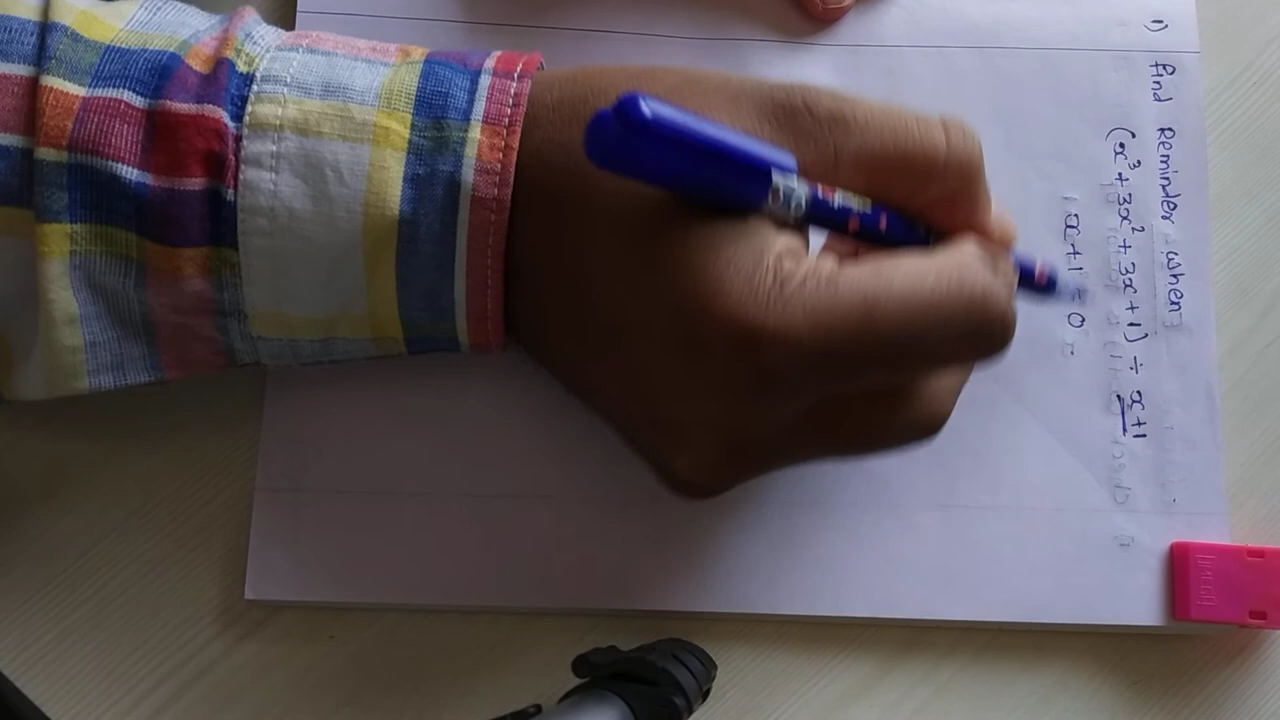 1) find Reminder when
(x³ + 3x² + 3x + 1) ÷ x+1
x+1 = 0